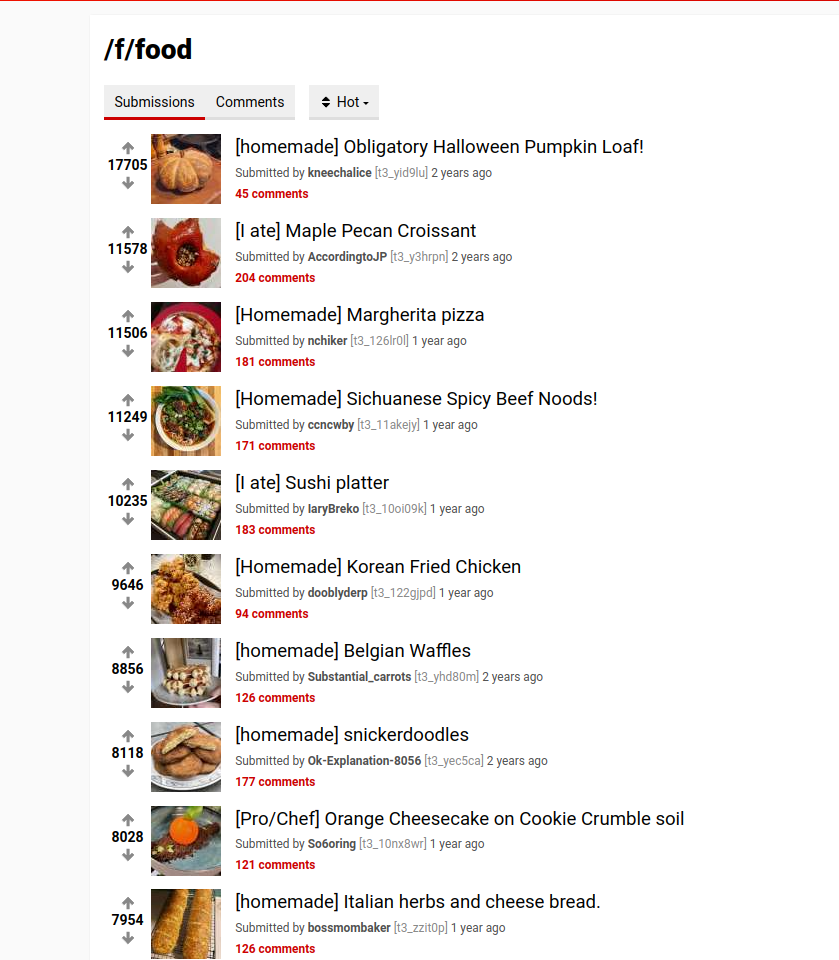 /f/food
Submissions Comments Hot
[homemade] Obligatory Halloween Pumpkin Loaf!
17705
Submitted by kneechalice [t3_yid9lu] 2 years ago
45 comments
[I ate] Maple Pecan Croissant
11578
Submitted by AccordingtoJP [t3_y3hrpn] 2 years ago
204 comments
[Homemade] Margherita pizza
11506
Submitted by nchiker [t3_126lr0l] 1 year ago
181 comments
[Homemade] Sichuanese Spicy Beef Noods!
11249
Submitted by ccncwby [t3_11akejy] 1 year ago
171 comments
[I ate] Sushi platter
10235
Submitted by IaryBreko [t3_10oi09k] 1 year ago
183 comments
[Homemade] Korean Fried Chicken
9646
Submitted by dooblyderp [t3_122gjpd] 1 year ago
94 comments
[homemade] Belgian Waffles
8856
Submitted by Substantial_carrots [t3_yhd80m] 2 years ago
126 comments
[homemade] snickerdoodles
8118
Submitted by Ok-Explanation-8056 [t3_yec5ca] 2 years ago
177 comments
[Pro/Chef] Orange Cheesecake on Cookie Crumble soil
8028
Submitted by So6oring [t3_10nx8wr] 1 year ago
121 comments
[homemade] Italian herbs and cheese bread.
7954
Submitted by bossmombaker [t3_zzit0p] 1 year ago
126 comments